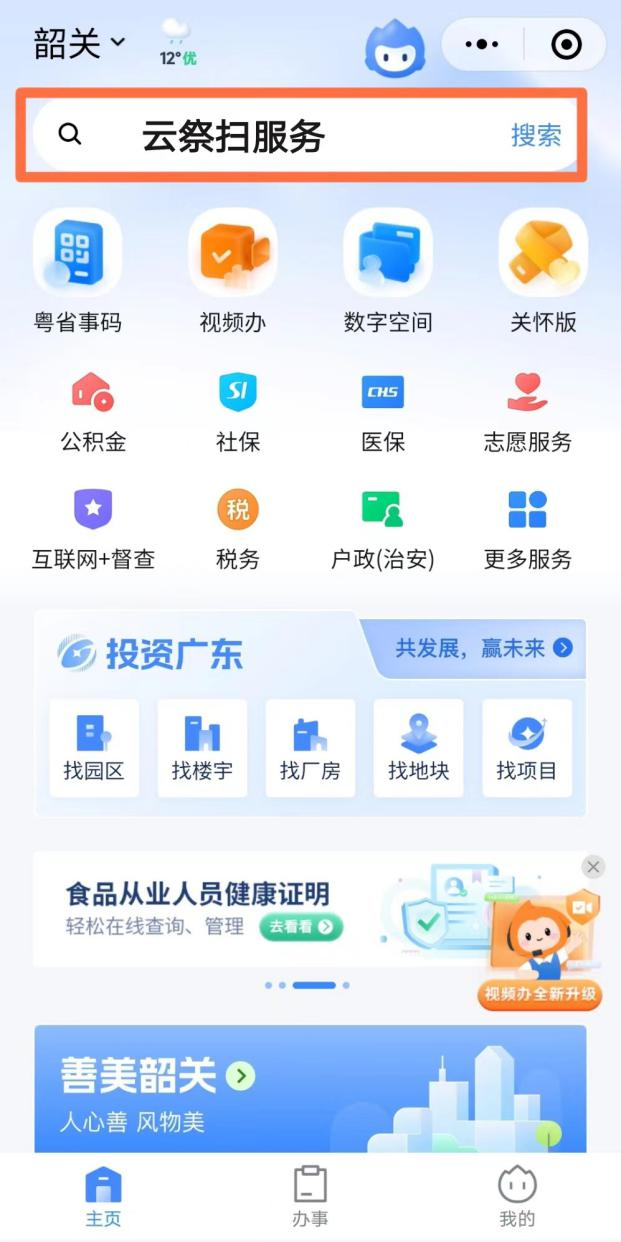 韶关
12°优
云祭扫服务 搜索
粤省事码 视频办 数字空间 关怀版
SI CHS
公积金 社保 医保 志愿服务
税
互联网+督查 税务 户政(治安) 更多服务
投资广东 共发展，赢未来
找园区 找楼宇 找厂房 找地块 找项目
食品从业人员健康证明
轻松在线查询、管理 去看看
视频办全新升级
善美韶关
人心善 风物美
主页 办事 我的